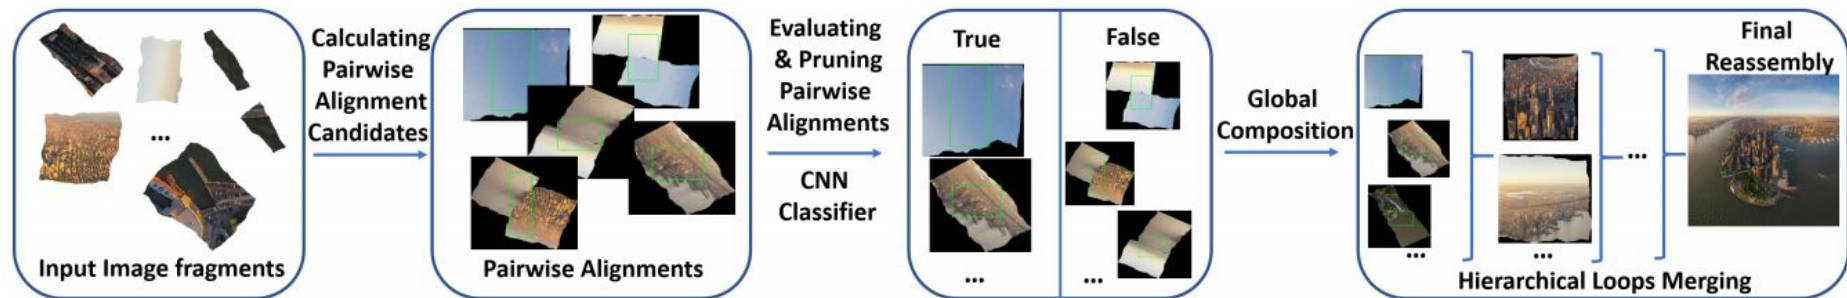 ...
Input Image fragments
Calculating
Pairwise
Alignment
Candidates
Pairwise Alignments
Evaluating
& Pruning
Pairwise
Alignments
CNN
Classifier
True
...
False
...
Global
Composition
...
...
...
Final
Reassembly
Hierarchical Loops Merging